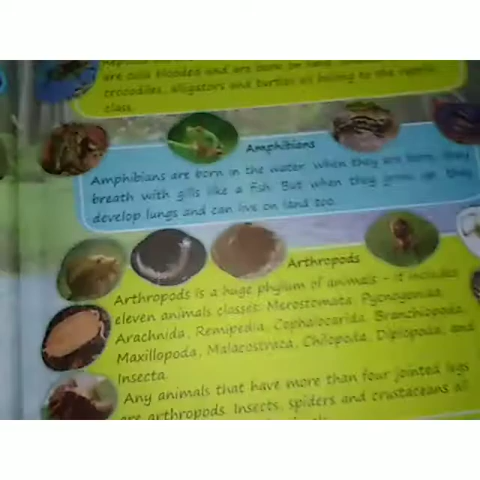 are cold blooded and are born on land.
crocodiles, alligators and turtles all belong to the reptile
class.
Amphibians
Amphibians are born in the water. When they are born, they
breath with gills like a fish. But when they grow up, they
develop lungs and can live on land too.
Arthropods
Arthropods is a huge phylum of animals - it includes
eleven animals classes: Merostomata, Pycnogonida,
Arachnida, Remipedia, Cephalocarida, Branchiopoda,
Maxillopoda, Malacostraca, Chilopoda, Diplopoda, and
Insecta.
Any animals that have more than four jointed legs
are arthropods. Insects, spiders and crustaceans all